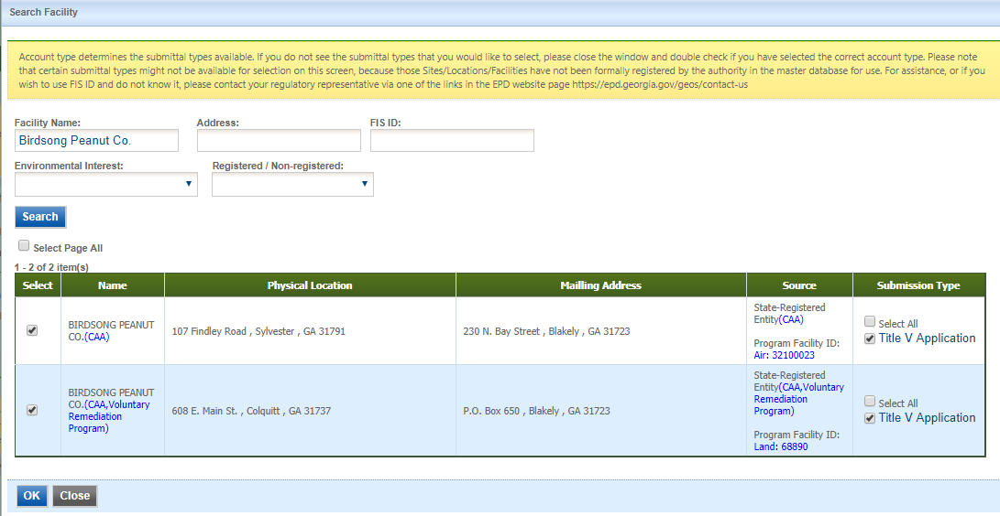 Search Facility
Account type determines the submittal types available. If you do not see the submittal types that you would like to select, please close the window and double check if you have selected the correct account type. Please note
that certain submittal types might not be available for selection on this screen, because those Sites/Locations/Facilities have not been formally registered by the authority in the master database for use. For assistance, or if you
wish to use FIS ID and do not know it, please contact your regulatory representative via one of the links in the EPD website page https://epd.georgia.gov/geos/contact-us
Facility Name: Address: FIS ID:
Birdsong Peanut Co.
Environmental Interest: Registered / Non-registered:
Search
Select Page All
1 - 2 of 2 item(s)
Select Name Physical Location Mailling Address Source Submission Type
BIRDSONG PEANUT
CO.(CAA)
107 Findley Road , Sylvester , GA 31791
230 N. Bay Street , Blakely , GA 31723
State-Registered
Entity(CAA)
Program Facility ID:
Air: 32100023
Select All
Title V Application
BIRDSONG PEANUT
CO.(CAA,Voluntary
Remediation
Program)
608 E. Main St. , Colquitt , GA 31737
P.O. Box 650 , Blakely , GA 31723
State-Registered
Entity(CAA,Voluntary
Remediation
Program)
Program Facility ID:
Land: 68890
Select All
Title V Application
OK Close